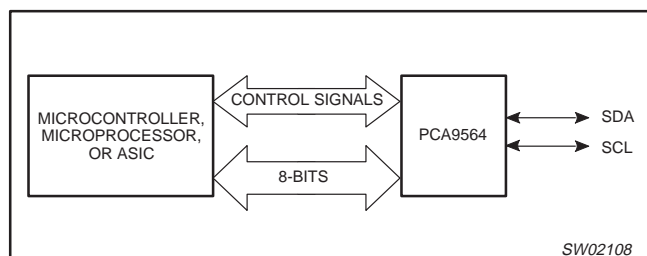 MICROCONTROLLER,
MICROPROCESSOR,
OR ASIC
CONTROL SIGNALS
8-BITS
PCA9564
SDA
SCL
SW02108